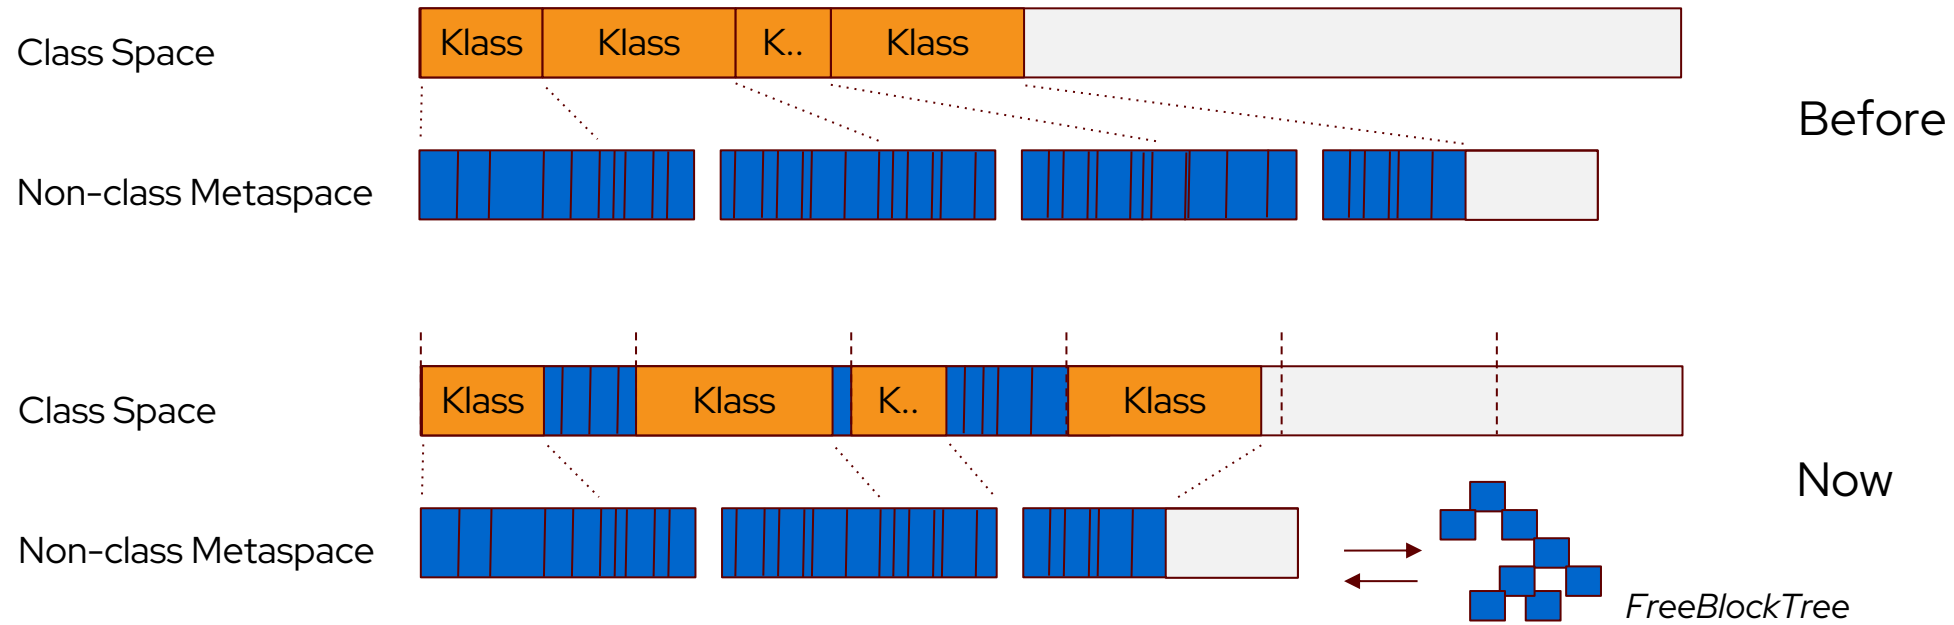 Class Space
Klass
Klass
K..
Klass
Before
Non-class Metaspace
Class Space
Klass
Klass
K..
Klass
Now
Non-class Metaspace
FreeBlockTree